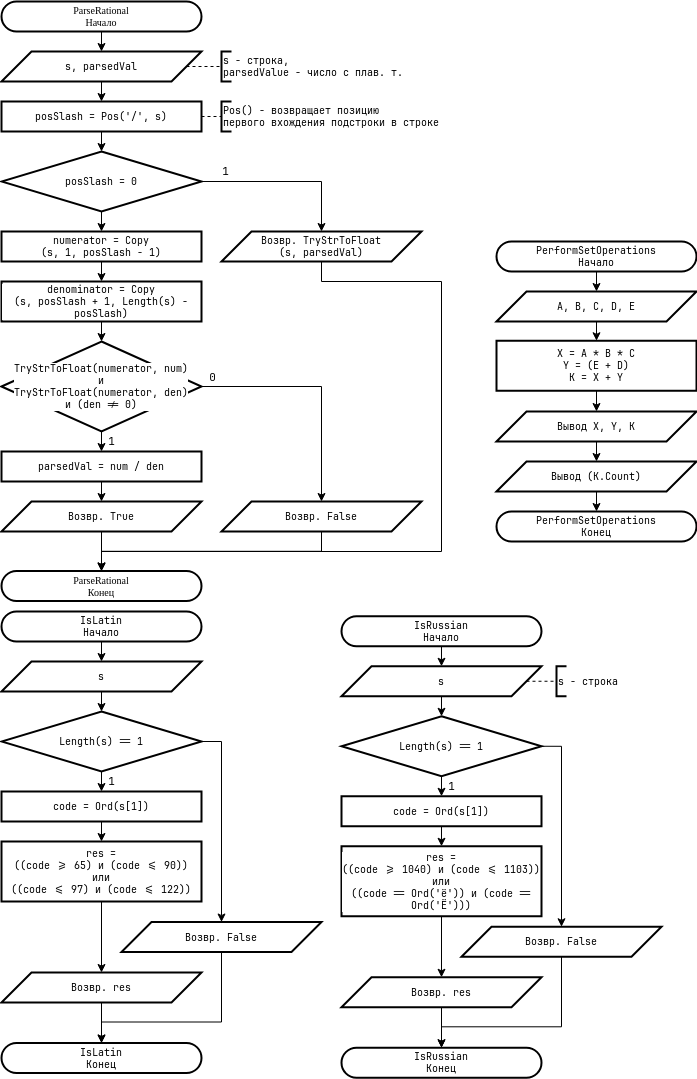 ParseRational
Начало
s, parsedVal
s - строка,
parsedValue - число с плав. т.
posSlash = Pos('/', s)
Pos() - возвращает позицию
первого вхождения подстроки в строке
posSlash = 0
1
numerator = Copy
(s, 1, posSlash - 1)
Возвр. TryStrToFloat
(s, parsedVal)
denominator = Copy
(s, posSlash + 1, Length(s) -
posSlash)
TryStrToFloat(numerator, num)
и
TryStrToFloat(numerator, den)
и (den ≠ 0)
0
1
parsedVal = num / den
Возвр. True
Возвр. False
ParseRational
Конец
PerformSetOperations
Начало
A, B, C, D, E
X = A * B * C
Y = (E + D)
K = X + Y
Вывод X, Y, K
Вывод (K.Count)
PerformSetOperations
Конец
IsLatin
Начало
s
Length(s) == 1
1
code = Ord(s[1])
res =
((code ⩾ 65) и (code ⩽ 90))
или
((code ⩽ 97) и (code ⩽ 122))
Возвр. False
Возвр. res
IsLatin
Конец
IsRussian
Начало
s
s - строка
Length(s) == 1
1
code = Ord(s[1])
res =
((code ⩾ 1040) и (code ⩽ 1103))
или
((code == Ord('ё')) и (code ==
Ord('Ё')))
Возвр. False
Возвр. res
IsRussian
Конец